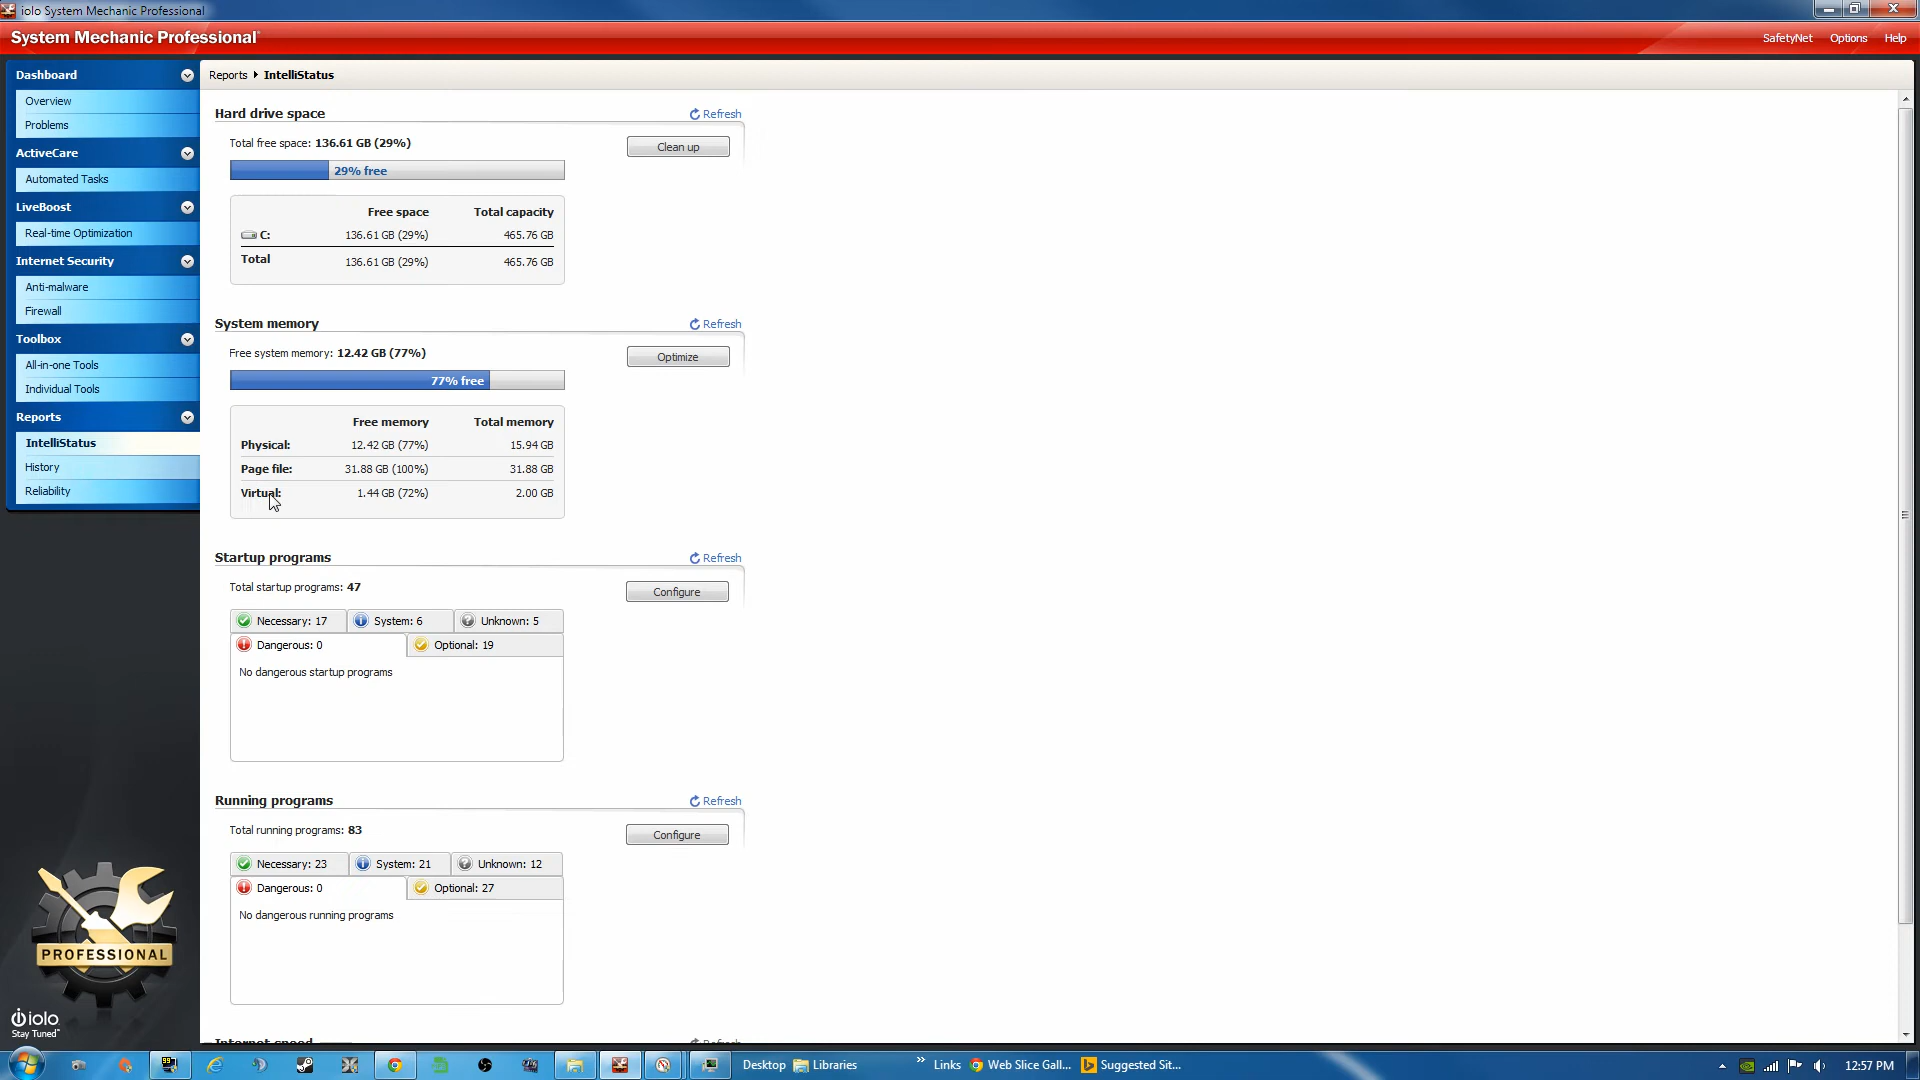 iolo System Mechanic Professional
System Mechanic Professional
SafetyNet Options Help
Dashboard
Overview
Problems
ActiveCare
Automated Tasks
LiveBoost
Real-time Optimization
Internet Security
Anti-malware
Firewall
Toolbox
All-in-one Tools
Individual Tools
Reports
IntelliStatus
History
Reliability
PROFESSIONAL
iolo
Stay Tuned™
Reports IntelliStatus
Hard drive space Refresh
Total free space: 136.61 GB (29%) Clean up
29% free
Free space Total capacity
C: 136.61 GB (29%) 465.76 GB
Total 136.61 GB (29%) 465.76 GB
System memory Refresh
Free system memory: 12.42 GB (77%) Optimize
77% free
Free memory Total memory
Physical: 12.42 GB (77%) 15.94 GB
Page file: 31.88 GB (100%) 31.88 GB
Virtual: 1.44 GB (72%) 2.00 GB
Startup programs Refresh
Total startup programs: 47 Configure
Necessary: 17 System: 6 Unknown: 5
Dangerous: 0 Optional: 19
No dangerous startup programs
Running programs Refresh
Total running programs: 83 Configure
Necessary: 23 System: 21 Unknown: 12
Dangerous: 0 Optional: 27
No dangerous running programs
Internet speed Refresh
99 Desktop Libraries » Links Web Slice Gall... Suggested Sit... 12:57 PM